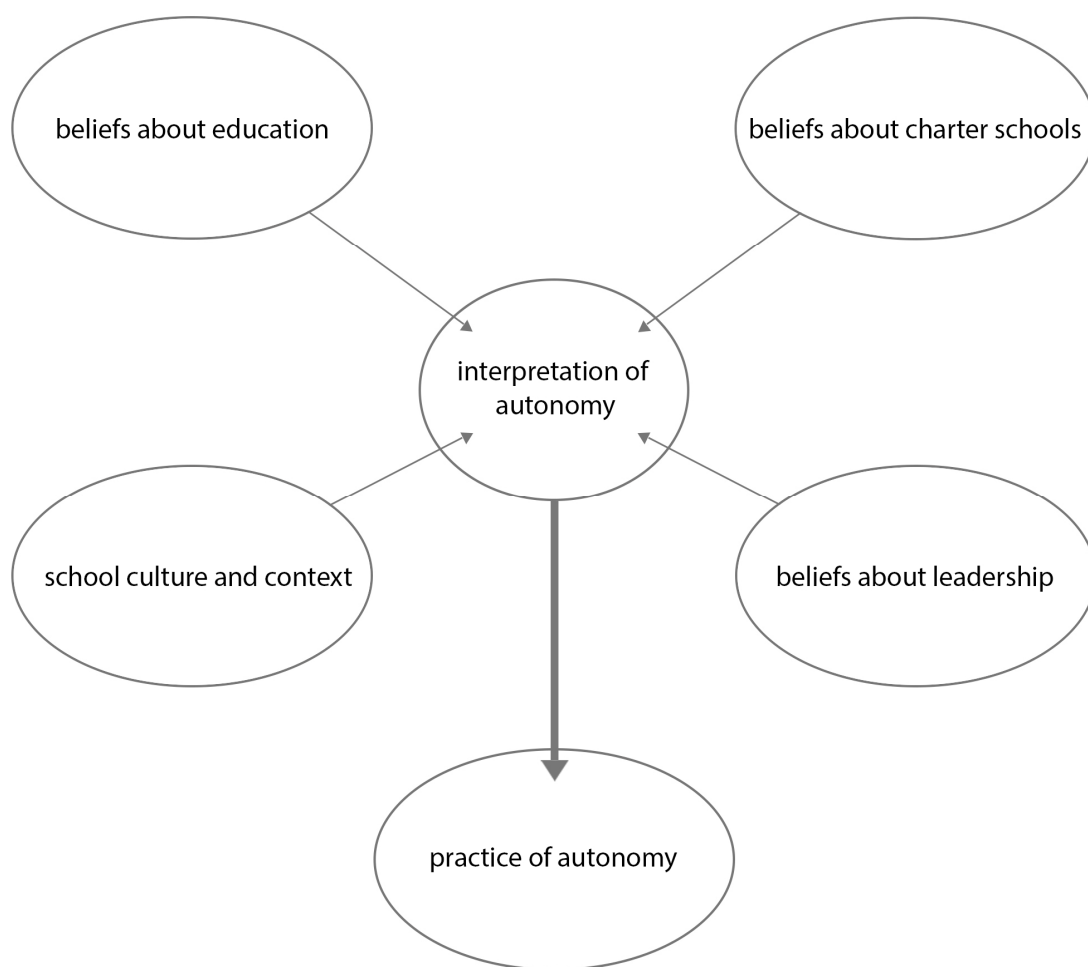 beliefs about education
beliefs about charter schools
interpretation of
autonomy
school culture and context
beliefs about leadership
practice of autonomy